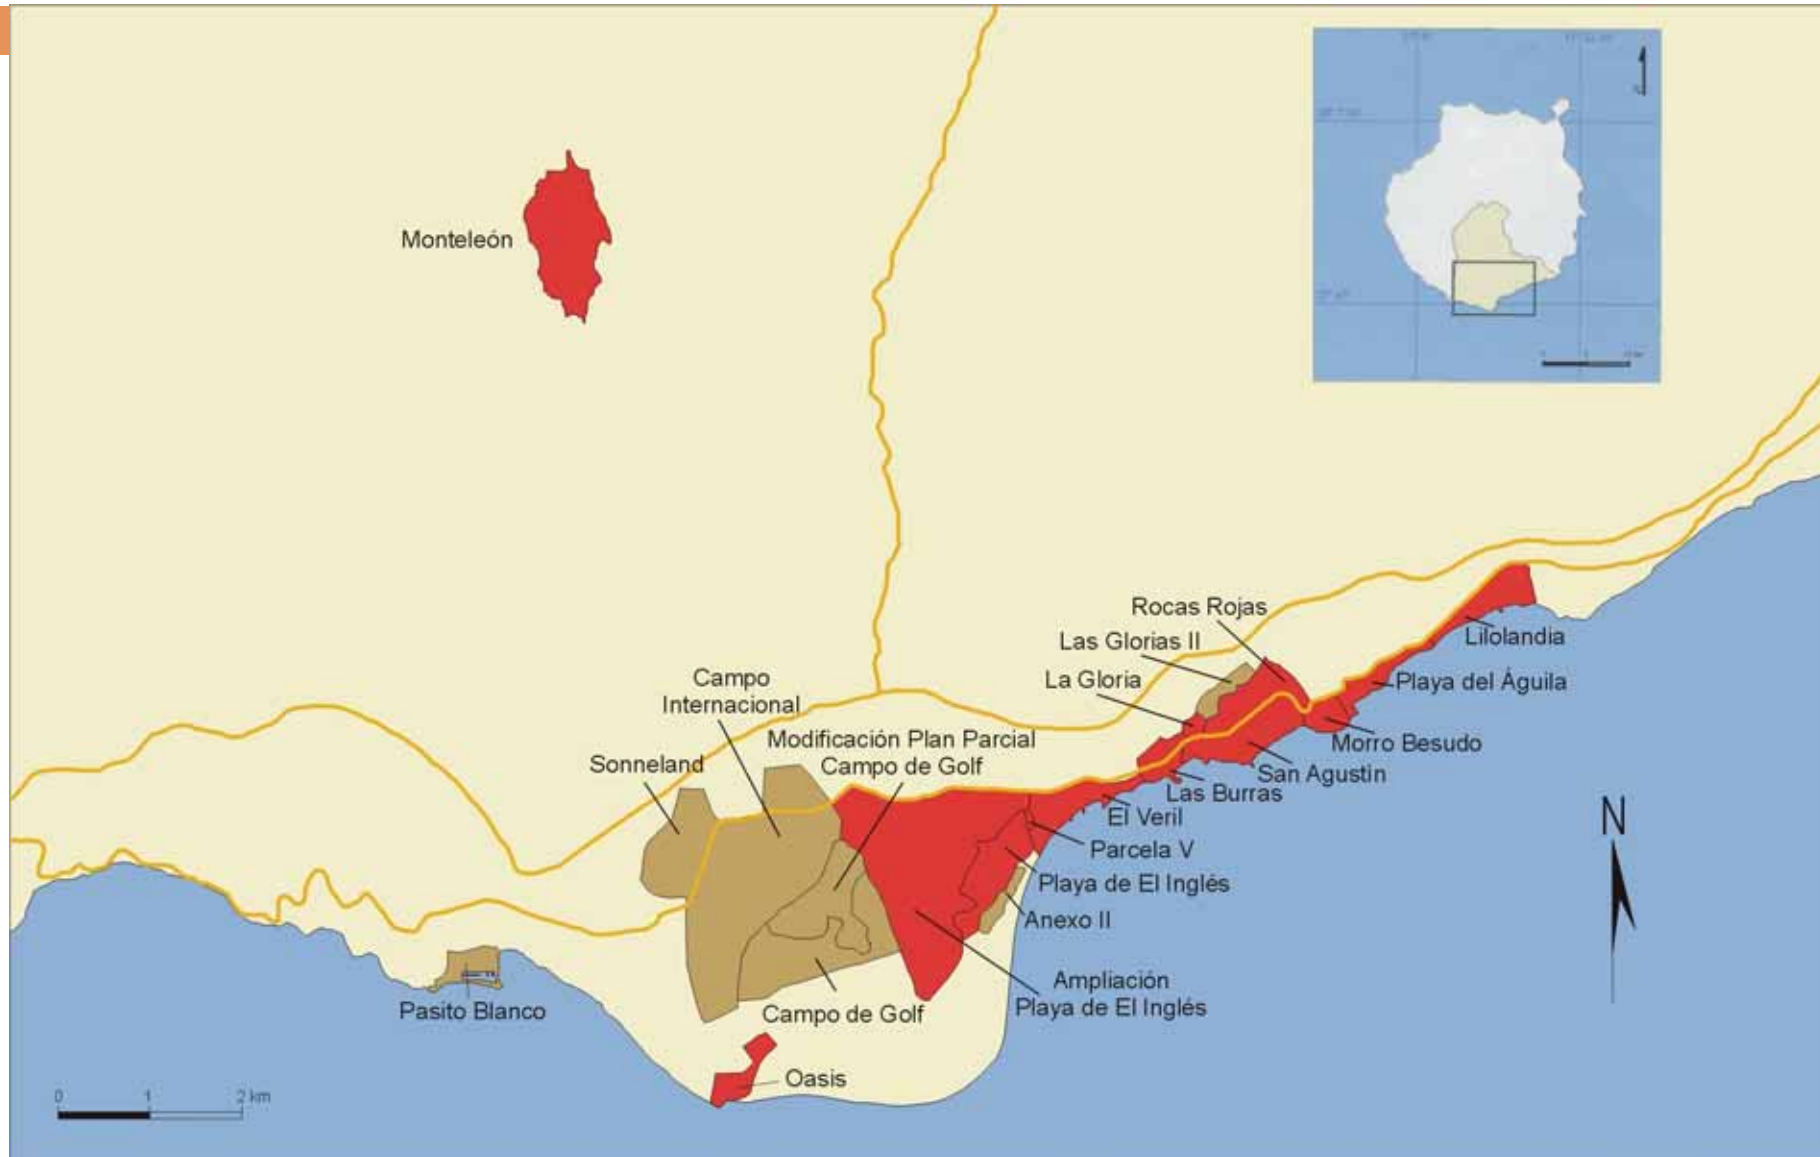 Monteleón
Rocas Rojas
Las Glorias II
La Gloria
Lilolandia
Playa del Águila
Morro Besudo
San Agustín
Las Burras
El Veril
Parcela V
Playa de El Inglés
Anexo II
Campo
Internacional
Modificación Plan Parcial
Campo de Golf
Sonneland
Ampliación
Playa de El Inglés
Campo de Golf
Pasito Blanco
Oasis
N
0 1 2 km